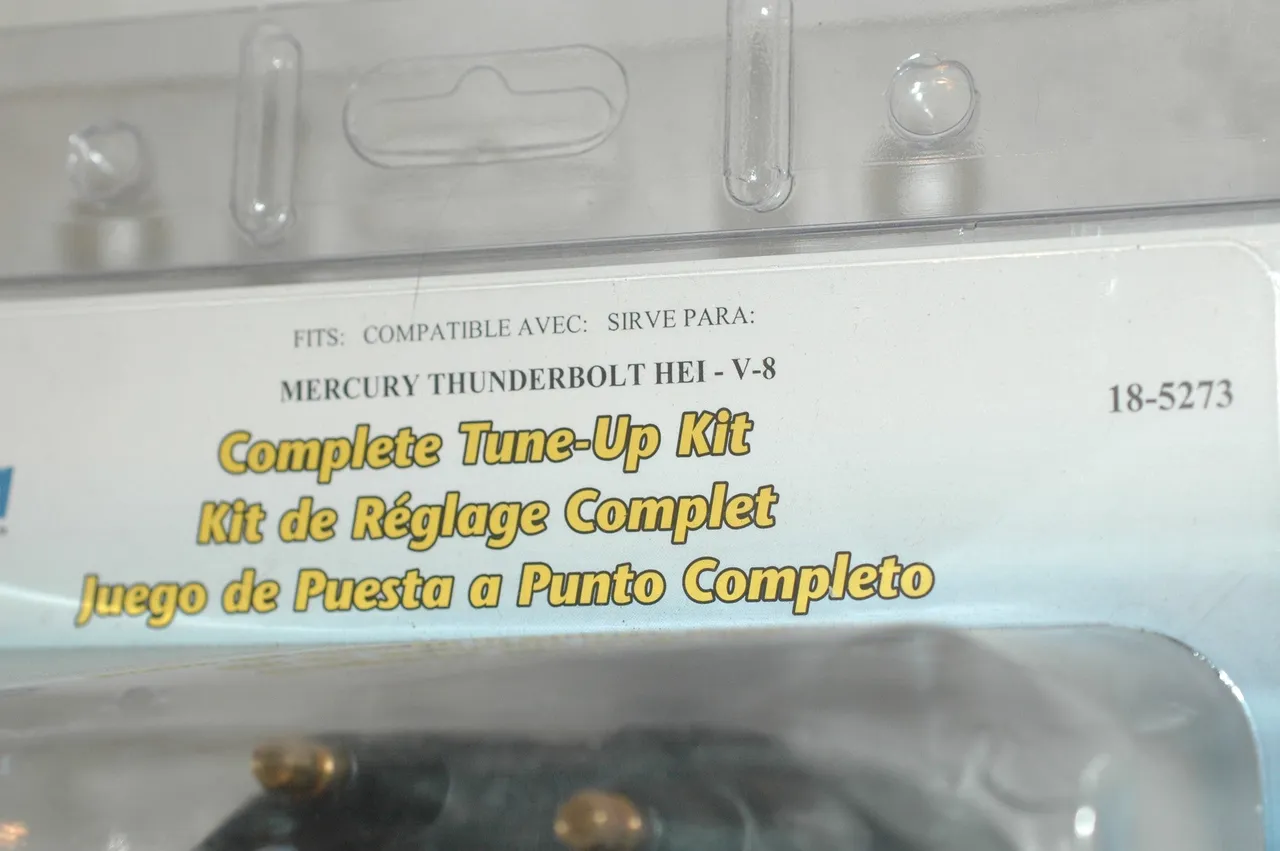 FITS: COMPATIBLE AVEC: SIRVE PARA:
MERCURY THUNDERBOLT HEI - V-8
18-5273
Complete Tune-Up Kit
Kit de Réglage Complet
Juego de Puesta a Punto Completo